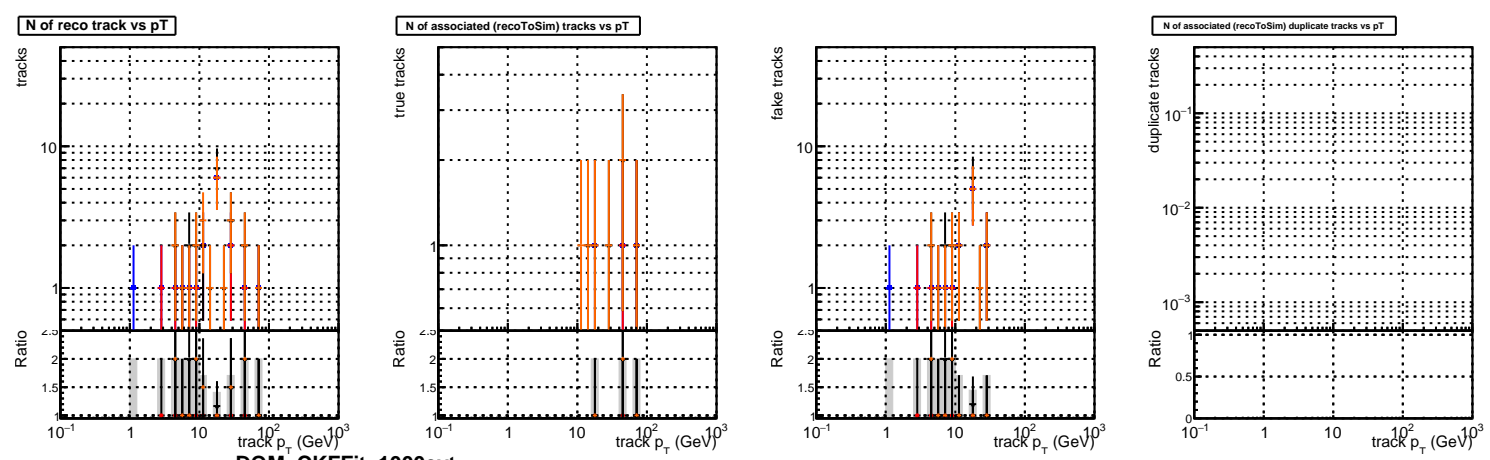 N of reco track vs pT
tracks
10
1
Ratio
2.5
2
1.5
1
10⁻¹ 1 10 10² 10³
track p_T (GeV)
N of associated (recoToSim) tracks vs pT
true tracks
1
Ratio
2.5
2
1.5
1
10⁻¹ 1 10 10² 10³
track p_T (GeV)
fake tracks
10
1
Ratio
2.5
2
1.5
1
10⁻¹ 1 10 10² 10³
track p_T (GeV)
N of associated (recoToSim) duplicate tracks vs pT
duplicate tracks
10⁻¹
10⁻²
10⁻³
Ratio
1
0.5
0
10⁻¹ 1 10 10² 10³
track p_T (GeV)